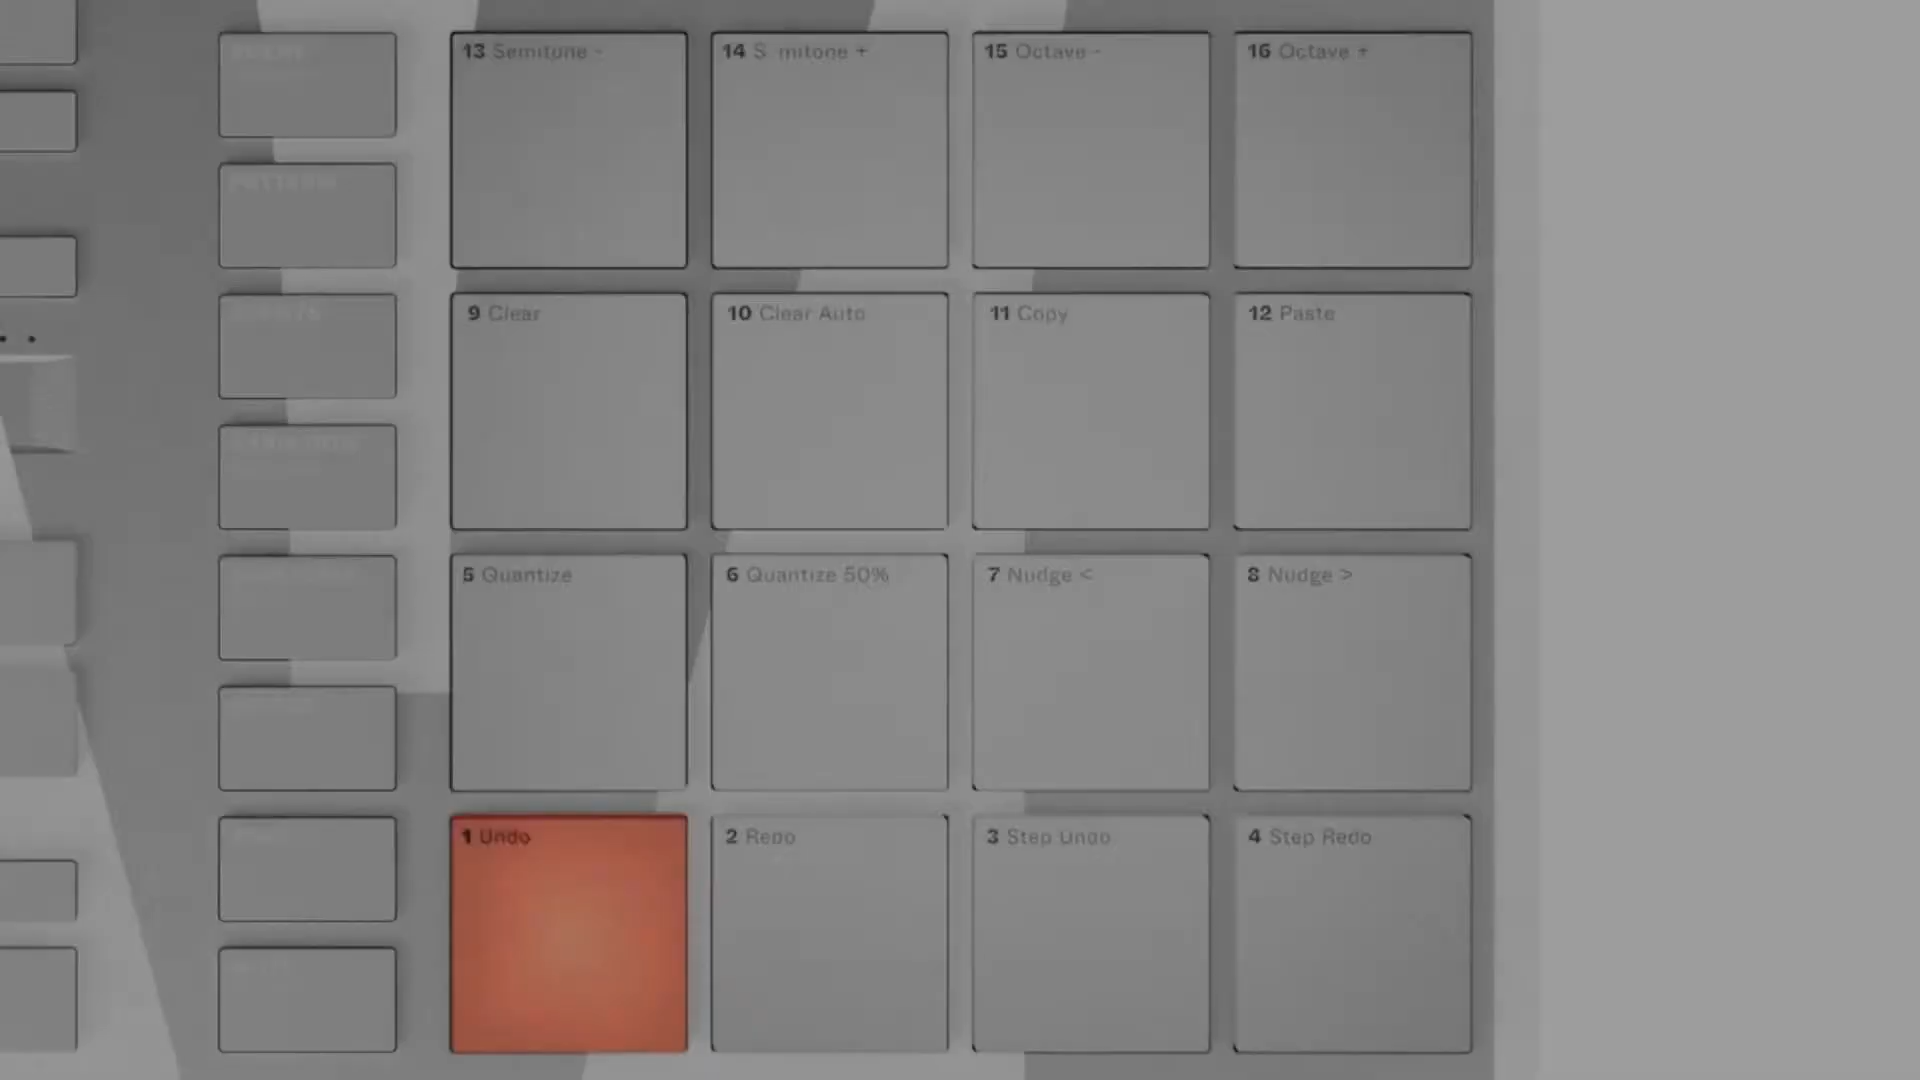 13 Semitone -
14 S mitone +
15 Octave -
16 Octave +
PATTERN
9 Clear
10 Clear Auto
11 Copy
12 Paste
5 Quantize
6 Quantize 50%
7 Nudge <
8 Nudge >
1 Undo
2 Redo
3 Step Undo
4 Step Redo